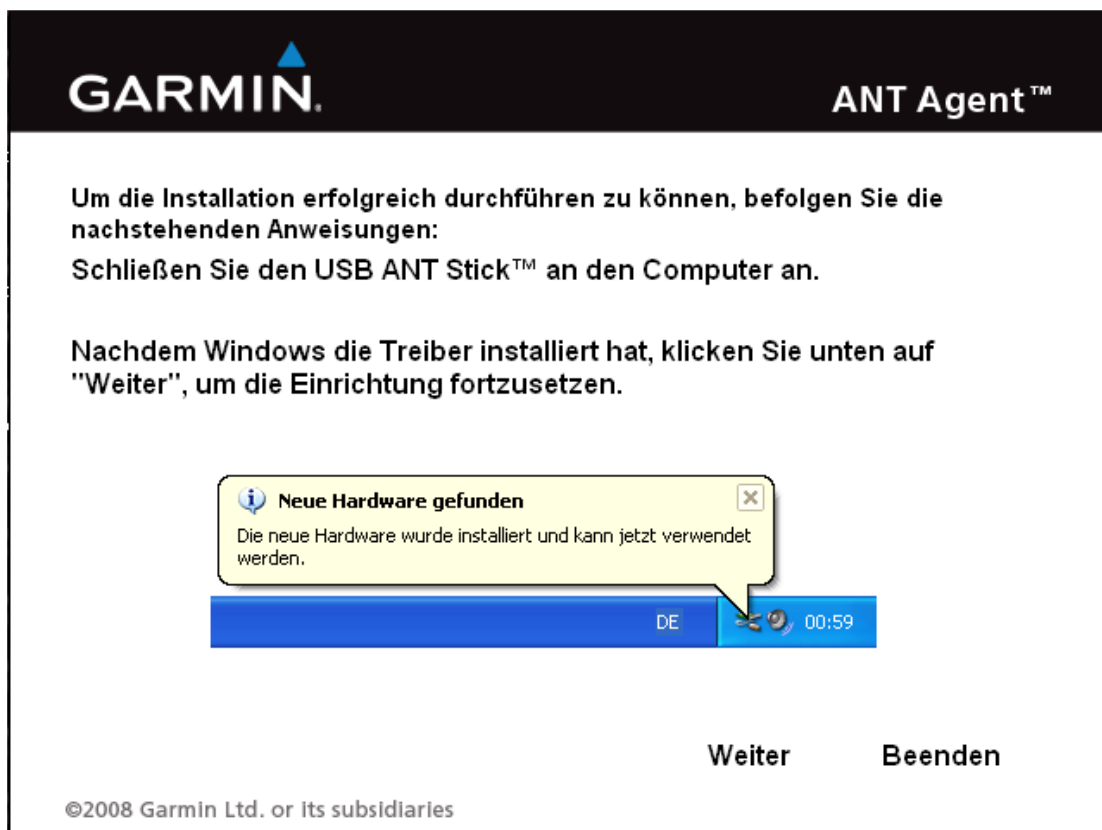 GARMIN.
ANT Agent™
Um die Installation erfolgreich durchführen zu können, befolgen Sie die
nachstehenden Anweisungen:
Schließen Sie den USB ANT Stick™ an den Computer an.
Nachdem Windows die Treiber installiert hat, klicken Sie unten auf
"Weiter", um die Einrichtung fortzusetzen.
Neue Hardware gefunden
Die neue Hardware wurde installiert und kann jetzt verwendet
werden.
DE
00:59
Weiter
Beenden
©2008 Garmin Ltd. or its subsidiaries